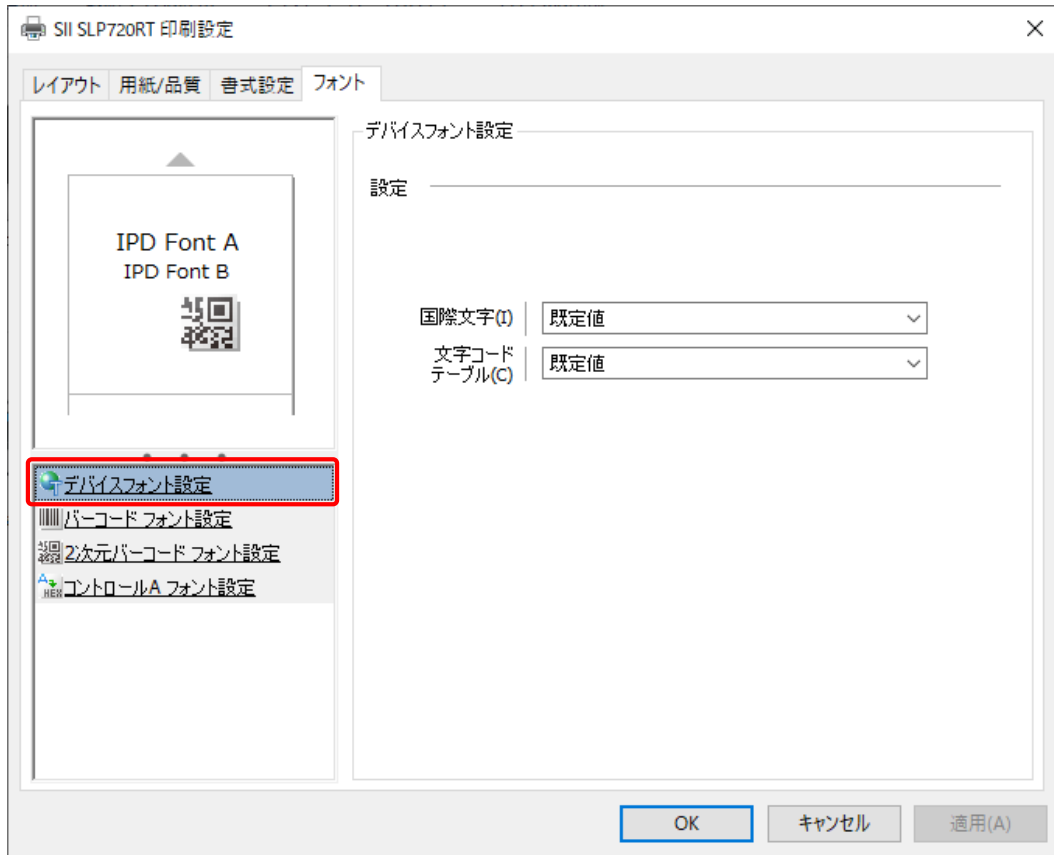 SII SLP720RT 印刷設定
レイアウト 用紙/品質 書式設定 フォント
IPD Font A
IPD Font B
デバイスフォント設定
バーコード フォント設定
2次元バーコード フォント設定
A HEX コントロールA フォント設定
デバイスフォント設定
設定
国際文字(I) 既定値
文字コード
テーブル(C) 既定値
OK キャンセル 適用(A)